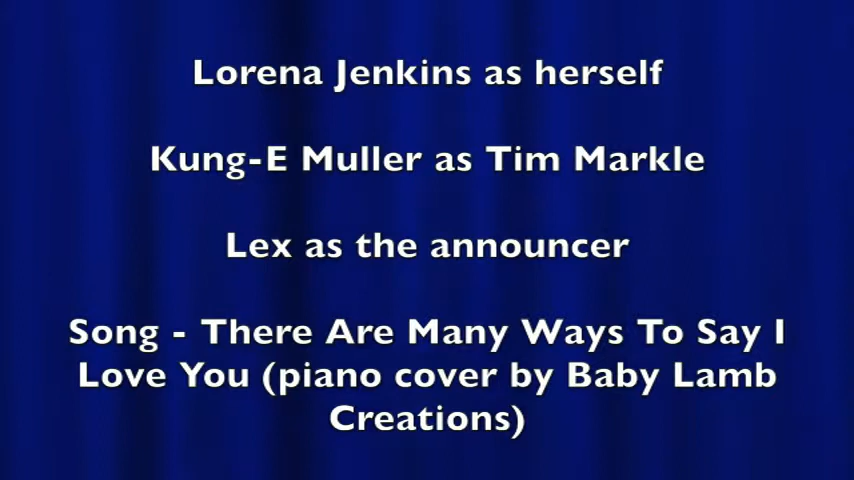 Lorena Jenkins as herself
Kung-E Muller as Tim Markle
Lex as the announcer
Song - There Are Many Ways To Say I
Love You (piano cover by Baby Lamb
Creations)